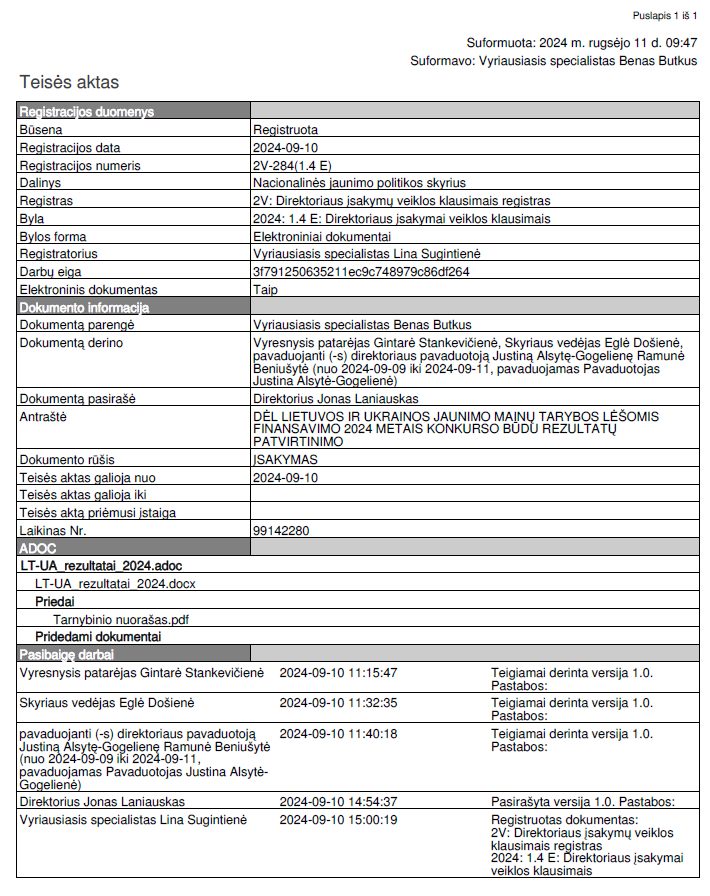 Puslapis 1 iš 1
Suformuota: 2024 m. rugsėjo 11 d. 09:47
Suformavo: Vyriausiasis specialistas Benas Butkus
Teisės aktas
Registracijos duomenys
Būsena Registruota
Registracijos data 2024-09-10
Registracijos numeris 2V-284(1.4 E)
Dalinys Nacionalinės jaunimo politikos skyrius
Registras 2V: Direktoriaus įsakymų veiklos klausimais registras
Byla 2024: 1.4 E: Direktoriaus įsakymai veiklos klausimais
Bylos forma Elektroniniai dokumentai
Registratorius Vyriausiasis specialistas Lina Sugintienė
Darbų eiga 3f791250635211ec9c748979c86df264
Elektroninis dokumentas Taip
Dokumento informacija
Dokumentą parengė Vyriausiasis specialistas Benas Butkus
Dokumentą derino Vyresnysis patarėjas Gintarė Stankevičienė, Skyriaus vedėjas Eglė Došienė,
pavaduojanti (-s) direktoriaus pavaduotoją Justiną Alsytę-Gogelienę Ramunė
Beniušytė (nuo 2024-09-09 iki 2024-09-11, pavaduojamas Pavaduotojas
Justina Alsytė-Gogelienė)
Dokumentą pasirašė Direktorius Jonas Laniauskas
Antraštė DĖL LIETUVOS IR UKRAINOS JAUNIMO MAINŲ TARYBOS LĖŠOMIS
FINANSAVIMO 2024 METAIS KONKURSO BŪDU REZULTATŲ
PATVIRTINIMO
Dokumento rūšis ĮSAKYMAS
Teisės aktas galioja nuo 2024-09-10
Teisės aktas galioja iki
Teisės aktą priėmusi įstaiga
Laikinas Nr. 99142280
ADOC
LT-UA_rezultatai_2024.adoc
LT-UA_rezultatai_2024.docx
Priedai
Tarnybinio nuorašas.pdf
Pridedami dokumentai
Pasibaigę darbai
Vyresnysis patarėjas Gintarė Stankevičienė 2024-09-10 11:15:47 Teigiamai derinta versija 1.0.
Pastabos:
Skyriaus vedėjas Eglė Došienė 2024-09-10 11:32:35 Teigiamai derinta versija 1.0.
Pastabos:
pavaduojanti (-s) direktoriaus pavaduotoją 2024-09-10 11:40:18 Teigiamai derinta versija 1.0.
Justiną Alsytę-Gogelienę Ramunė Beniušytė Pastabos:
(nuo 2024-09-09 iki 2024-09-11,
pavaduojamas Pavaduotojas Justina Alsytė-
Gogelienė)
Direktorius Jonas Laniauskas 2024-09-10 14:54:37 Pasirašyta versija 1.0. Pastabos:
Vyriausiasis specialistas Lina Sugintienė 2024-09-10 15:00:19 Registruotas dokumentas:
2V: Direktoriaus įsakymų veiklos
klausimais registras
2024: 1.4 E: Direktoriaus įsakymai
veiklos klausimais